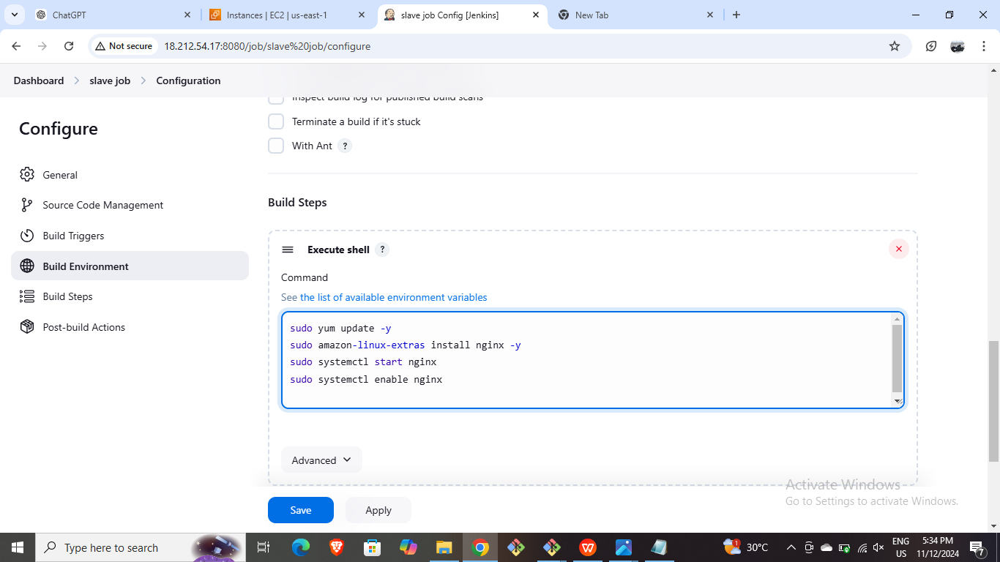 ChatGPT
Instances | EC2 | us-east-1
slave job Config [Jenkins]
New Tab
Not secure
18.212.54.17:8080/job/slave%20job/configure
Dashboard
slave job
Configuration
Configure
General
Source Code Management
Build Triggers
Build Environment
Build Steps
Post-build Actions
Inspect build log for published build scans
Terminate a build if it's stuck
With Ant ?
Build Steps
Execute shell ?
Command
See the list of available environment variables
sudo yum update -y
sudo amazon-linux-extras install nginx -y
sudo systemctl start nginx
sudo systemctl enable nginx
Advanced
Save
Apply
Activate Windows
Go to Settings to activate Windows.
Type here to search
1
30°C
ENG
US
5:34 PM
11/12/2024
7